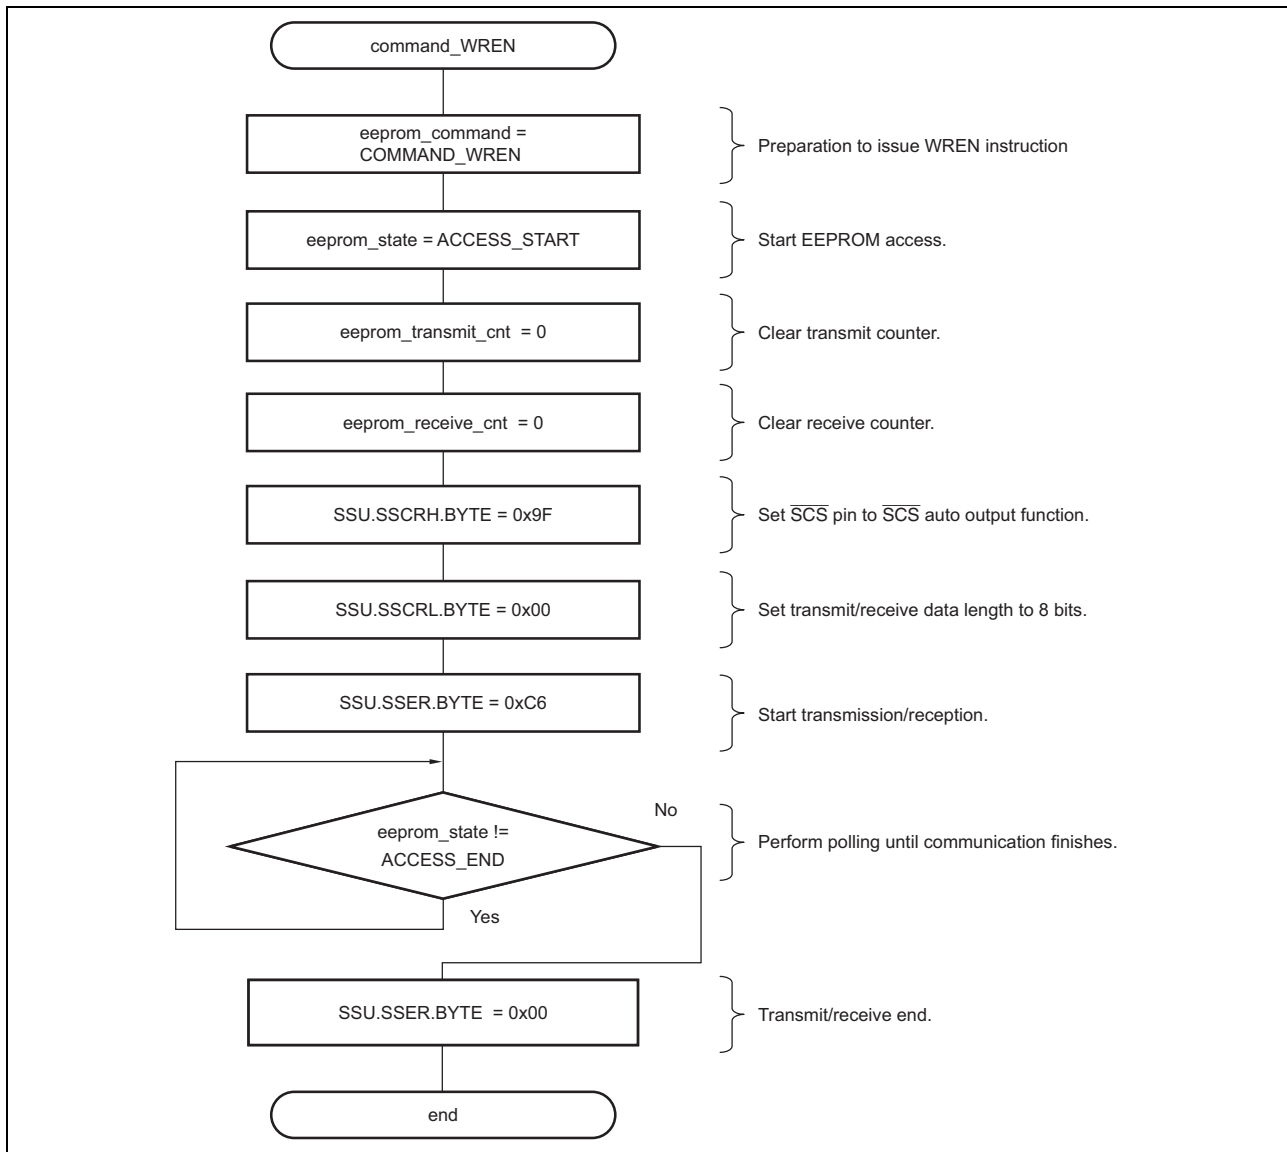 command_WREN
eeprom_command =
COMMAND_WREN
Preparation to issue WREN instruction
eeprom_state = ACCESS_START
Start EEPROM access.
eeprom_transmit_cnt = 0
Clear transmit counter.
eeprom_receive_cnt = 0
Clear receive counter.
SSU.SSCRH.BYTE = 0x9F
Set S̅C̅S̅ pin to S̅C̅S̅ auto output function.
SSU.SSCRL.BYTE = 0x00
Set transmit/receive data length to 8 bits.
SSU.SSER.BYTE = 0xC6
Start transmission/reception.
No
eeprom_state !=
ACCESS_END
Perform polling until communication finishes.
Yes
SSU.SSER.BYTE = 0x00
Transmit/receive end.
end